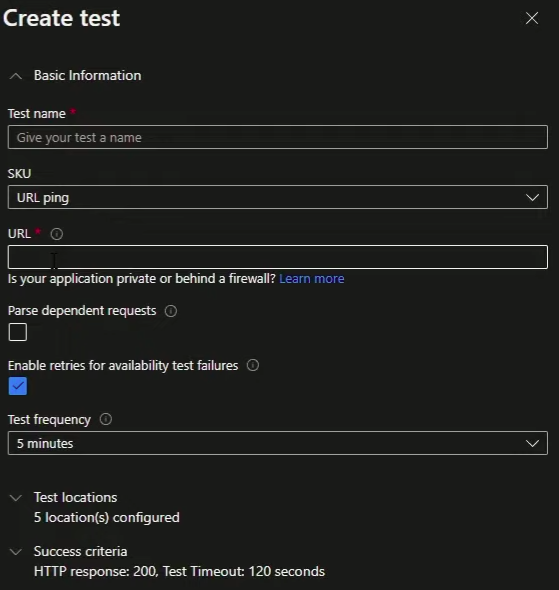 Create test
Basic Information
Test name *
Give your test a name
SKU
URL ping
URL *
Is your application private or behind a firewall? Learn more
Parse dependent requests
Enable retries for availability test failures
Test frequency
5 minutes
Test locations
5 location(s) configured
Success criteria
HTTP response: 200, Test Timeout: 120 seconds